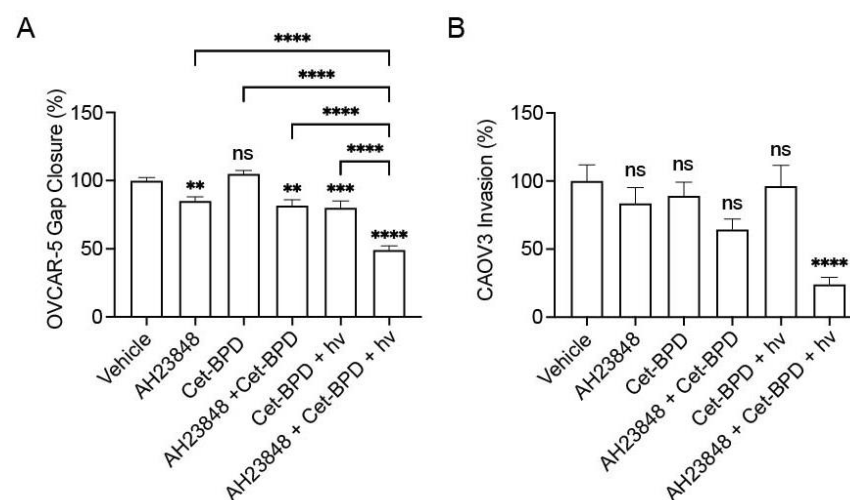 A
OVCAR-5 Gap Closure (%)
150
100
50
0
****
****
****
****
**
ns
**
***
****
Vehicle
AH23848
Cet-BPD
AH23848 +Cet-BPD
Cet-BPD + hv
AH23848 + Cet-BPD + hv
B
CAOV3 Invasion (%)
150
100
50
0
ns
ns
ns
ns
****
Vehicle
AH23848
Cet-BPD
AH23848 + Cet-BPD
Cet-BPD + hv
AH23848 + Cet-BPD + hv